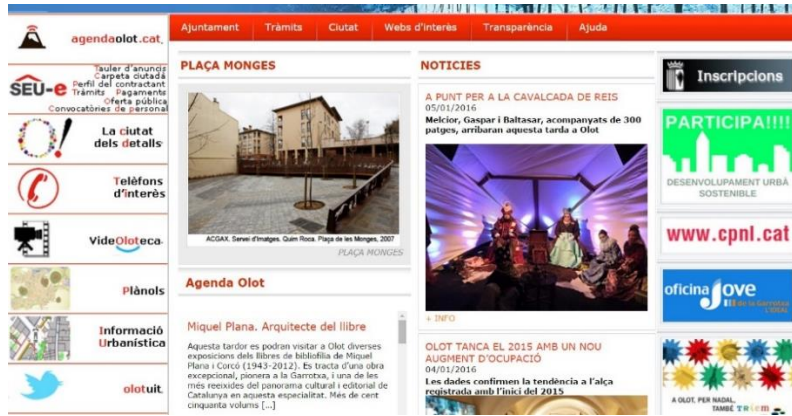 Ajuntament Tràmits Ciutat Webs d'interès Transparència Ajuda
agendaolot.cat.
SEU-e
Tauler d'anuncis
Carpeta ciutadà
Perfil del contractant
Tràmits Pagaments
Oferta pública
Convocatòries de personal
La ciutat
dels detalls.
Telèfons
d'interès
VideOloteca.
Plànols
Informació
Urbanística
olotuit.
PLAÇA MONGES
ACGAX. Servei d'Imatges. Quim Roca. Plaça de les Monges, 2007
PLAÇA MONGES
Agenda Olot
Miquel Plana. Arquitecte del llibre
Aquesta tardor es podran visitar a Olot diverses
exposicions dels llibres de bibliofília de Miquel
Plana i Corcó (1943-2012). Es tracta d'una obra
excepcional, pionera a la Garrotxa, i una de les
més reeixides del panorama cultural i editorial de
Catalunya en aquesta especialitat. Més de cent
cinquanta volums [...]
NOTICIES
A PUNT PER A LA CAVALCADA DE REIS
05/01/2016
Melcior, Gaspar i Baltasar, acompanyats de 300
patges, arribaran aquesta tarda a Olot
+ INFO
OLOT TANCA EL 2015 AMB UN NOU
AUGMENT D'OCUPACIÓ
04/01/2016
Les dades confirmen la tendència a l'alça
registrada amb l'inici del 2015
Inscripcions
PARTICIPA!!!!
DESENVOLUPAMENT URBÀ
SOSTENIBLE
www.cpnl.cat
oficina jove
de la Garrotxa
L'IDEAL
A OLOT, PER NADAL,
TAMBÉ TRIEM